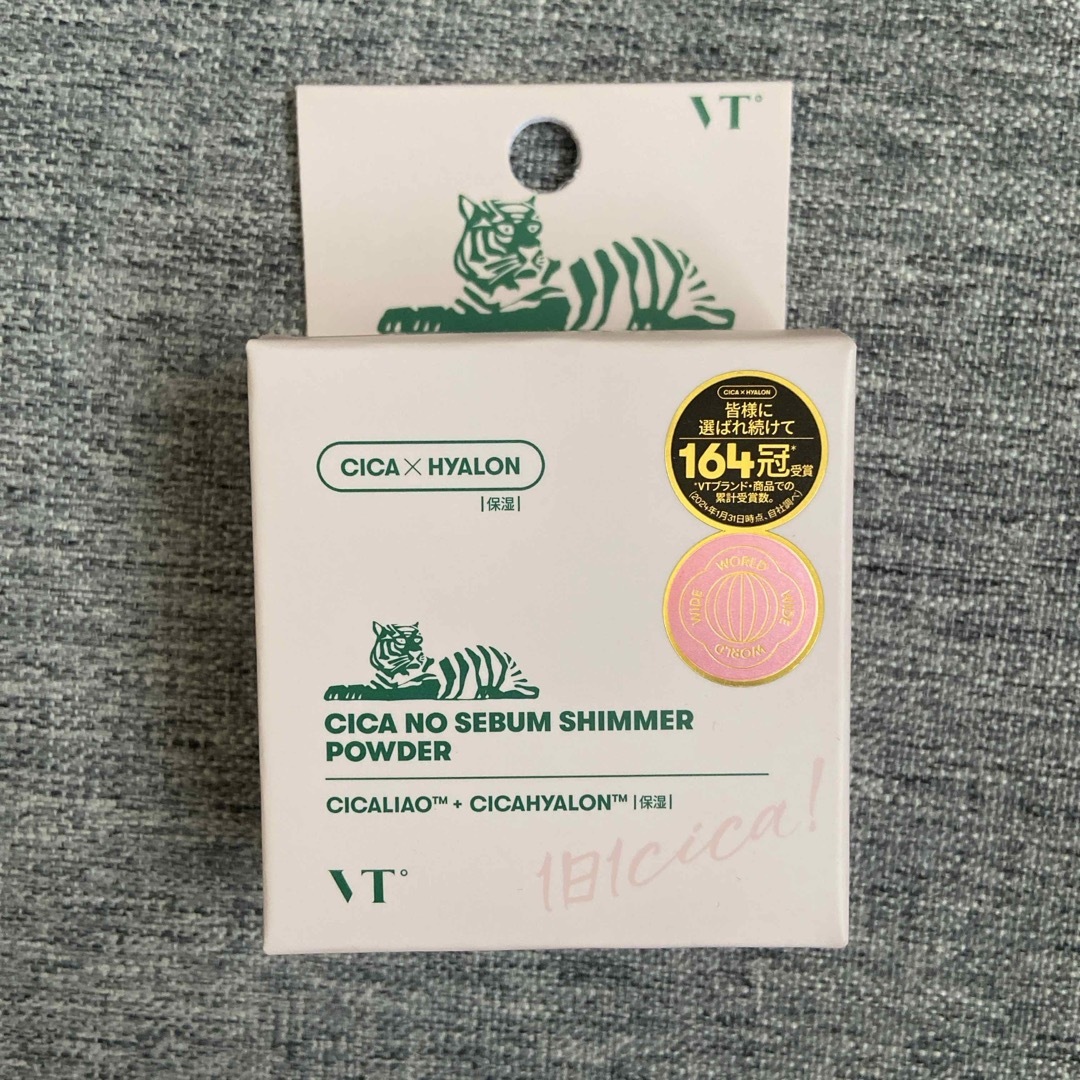 VT°
CICA×HYALON
|保湿|
CICA×HYALON
皆様に
選ばれ続けて
164冠*受賞
*VTブランド・商品での
累計受賞数。
(2024年1月31日時点、自社調べ)
WORLD WIDE WORLD WIDE
CICA NO SEBUM SHIMMER
POWDER
CICALIAO™ + CICAHYALON™ |保湿|
1日1cica!
VT°